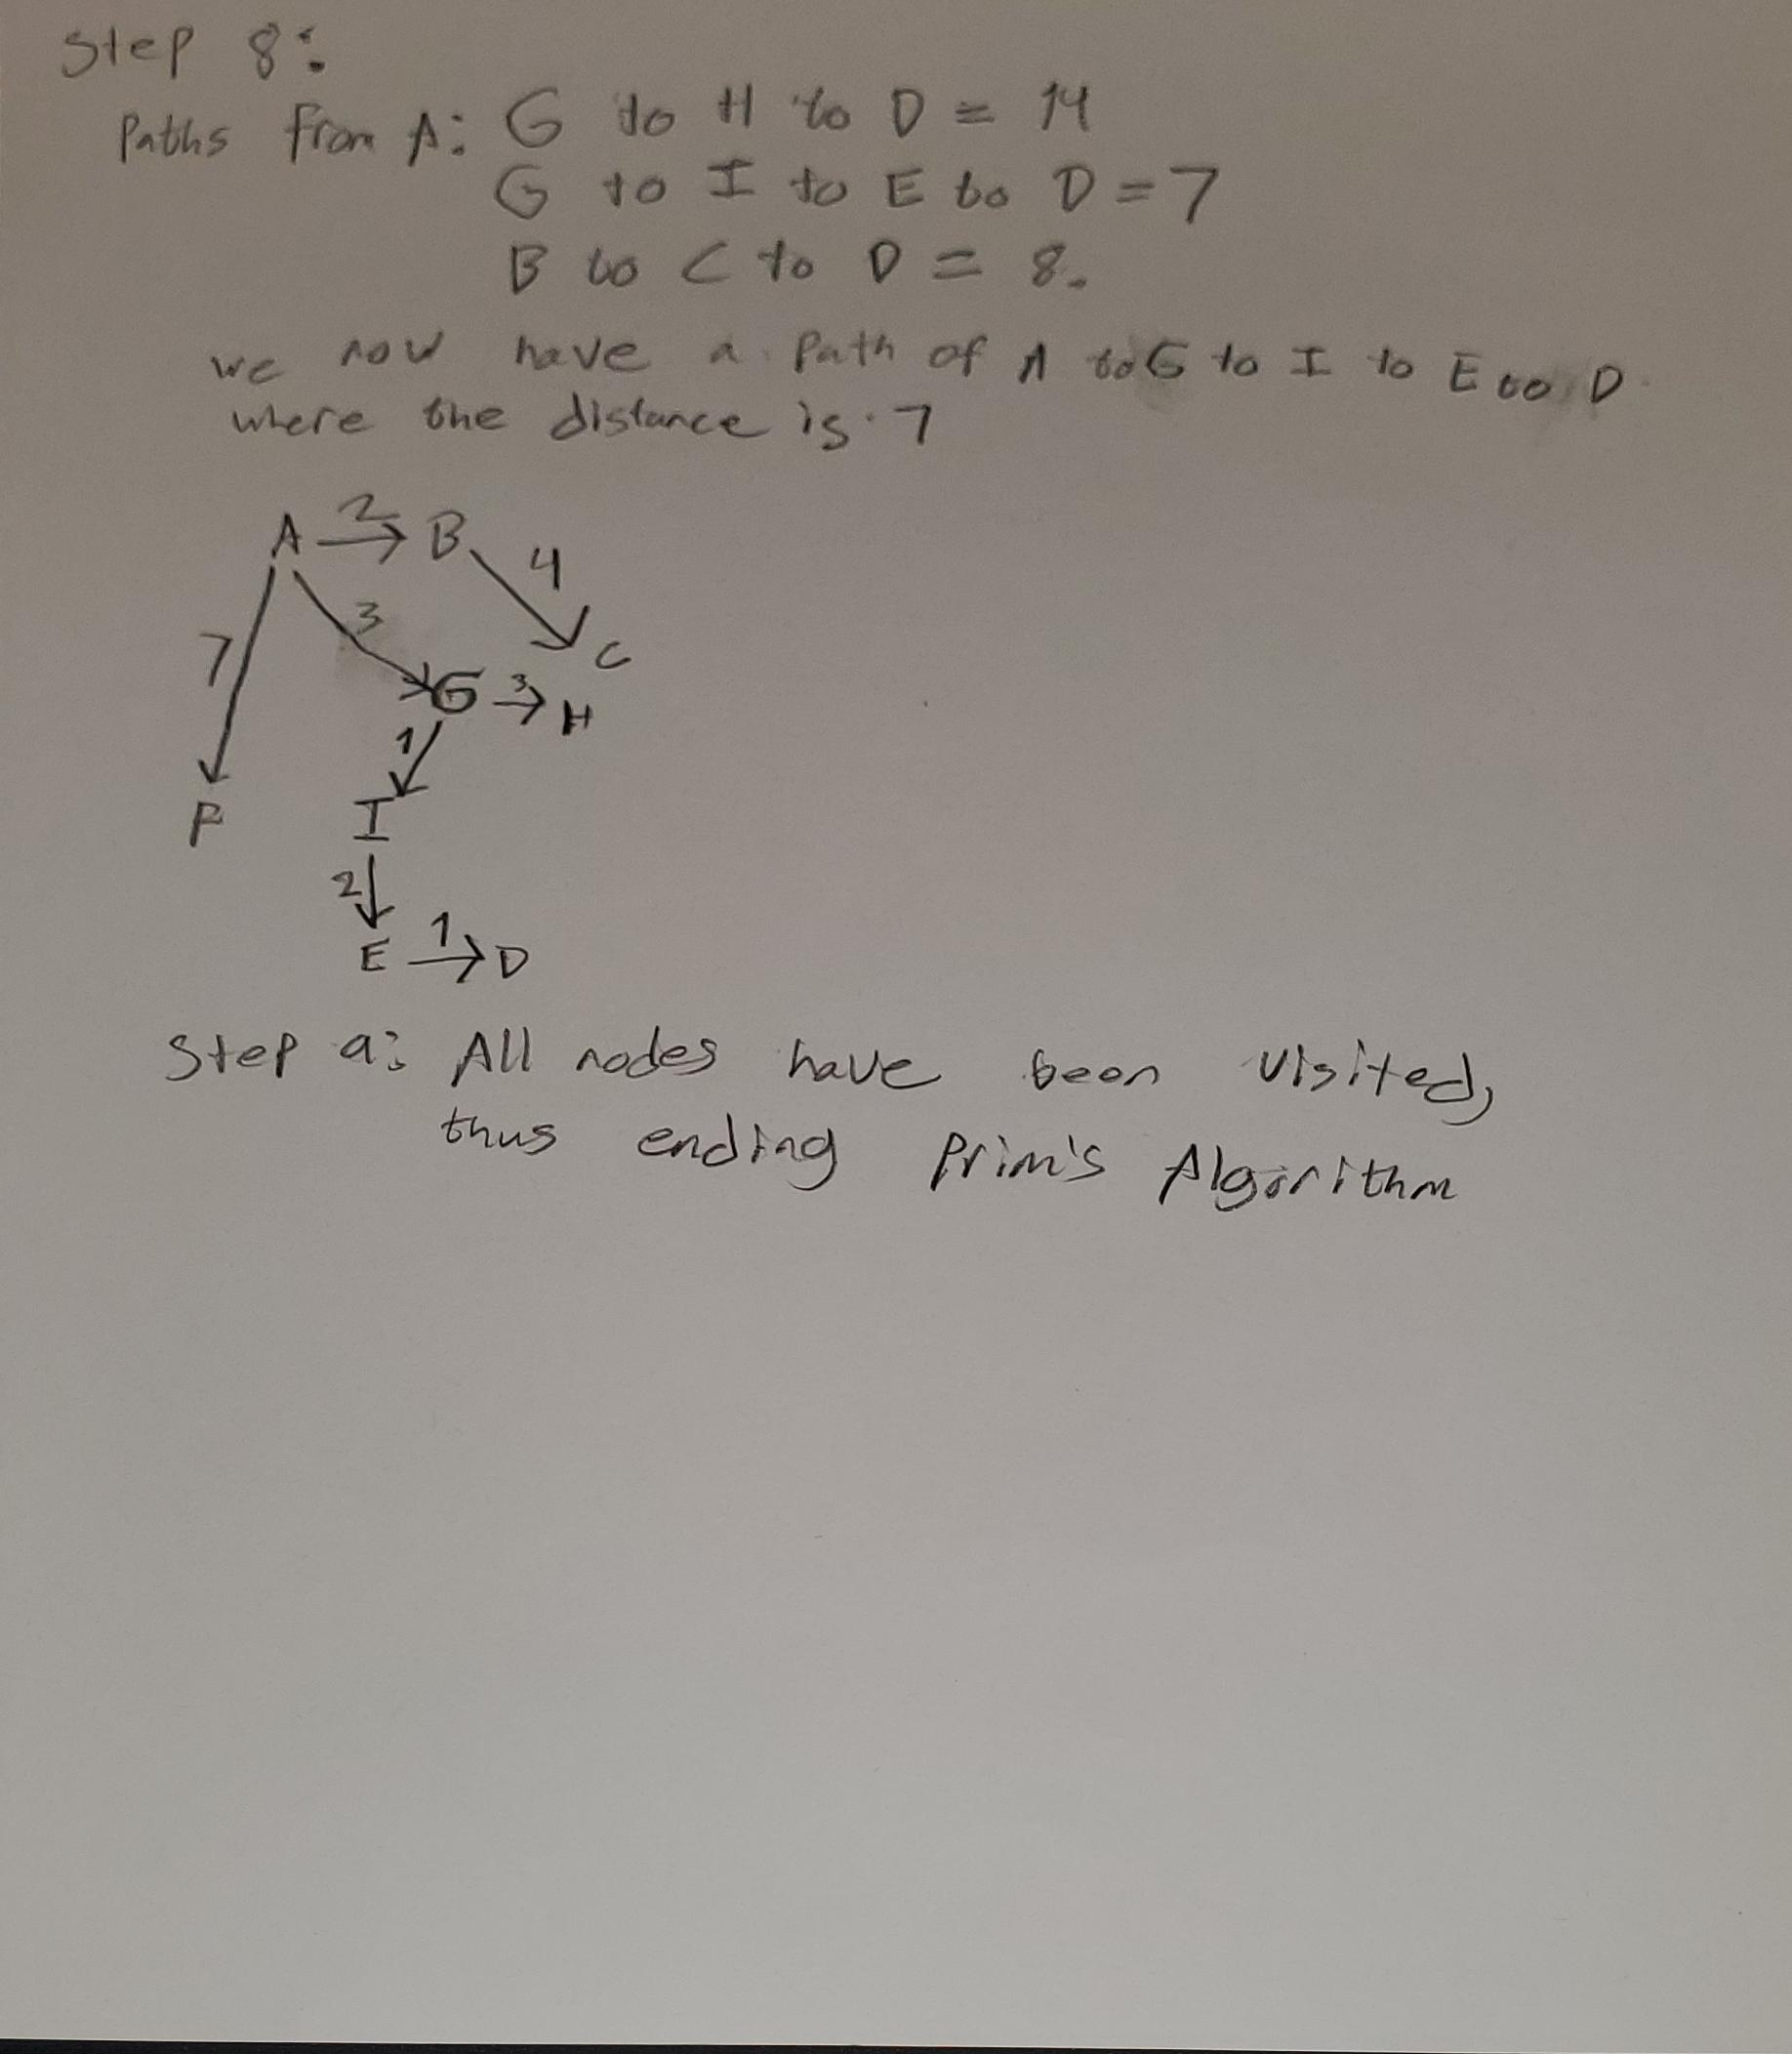 Step 8:
Paths from A: G to H to D = 14
G to I to E to D = 7
B to C to D = 8.
we now have a path of A to G to I to E to D
where the distance is 7
A 2 B 4
3
7 C
G 3 H
1
F I
2
E 1 D
Step 9: All nodes have been visited,
thus ending Prim's Algorithm